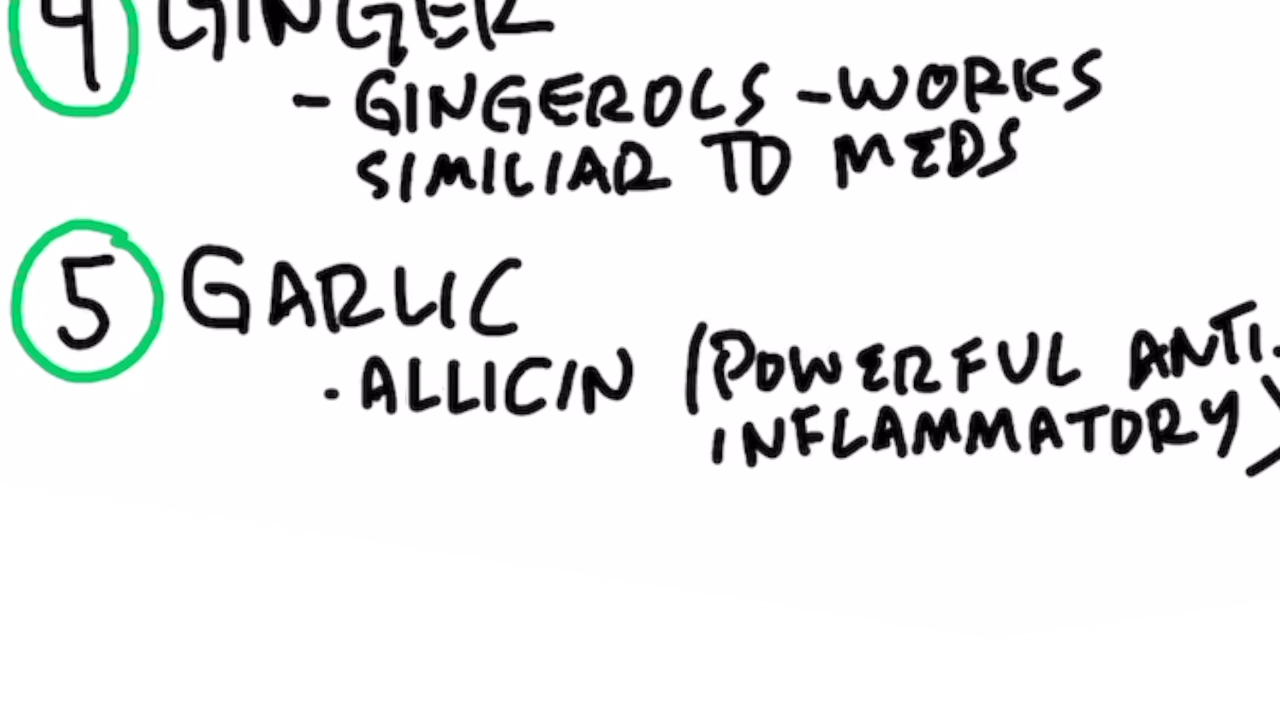 4 GINGER
- GINGEROLS - WORKS
SIMILIAR TO MEDS
5 GARLIC
· ALLICIN (POWERFUL ANTI-
INFLAMMATORY)